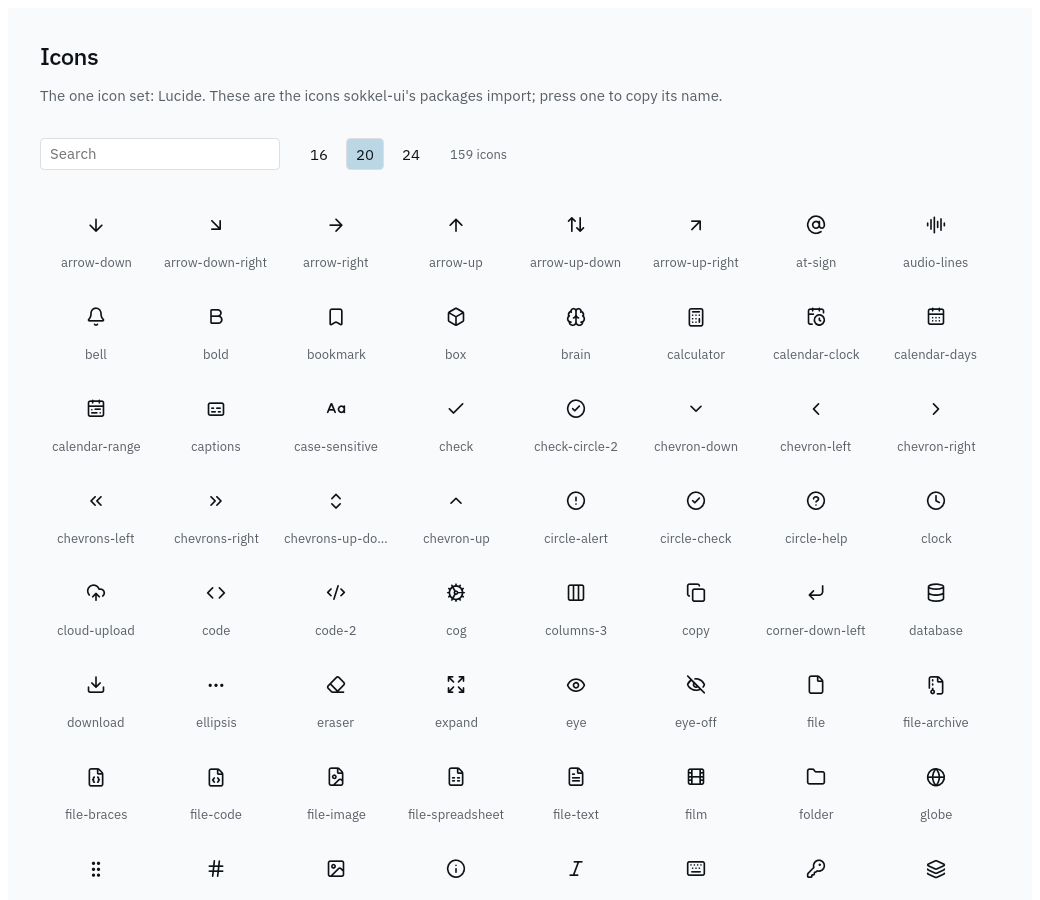 Icons
The one icon set: Lucide. These are the icons sokkel-ui's packages import; press one to copy its name.
Search 16 20 24 159 icons
arrow-down arrow-down-right arrow-right arrow-up arrow-up-down arrow-up-right at-sign audio-lines
bell bold bookmark box brain calculator calendar-clock calendar-days
Aa
calendar-range captions case-sensitive check check-circle-2 chevron-down chevron-left chevron-right
chevrons-left chevrons-right chevrons-up-do... chevron-up circle-alert circle-check circle-help clock
cloud-upload code code-2 cog columns-3 copy corner-down-left database
download ellipsis eraser expand eye eye-off file file-archive
file-braces file-code file-image file-spreadsheet file-text film folder globe